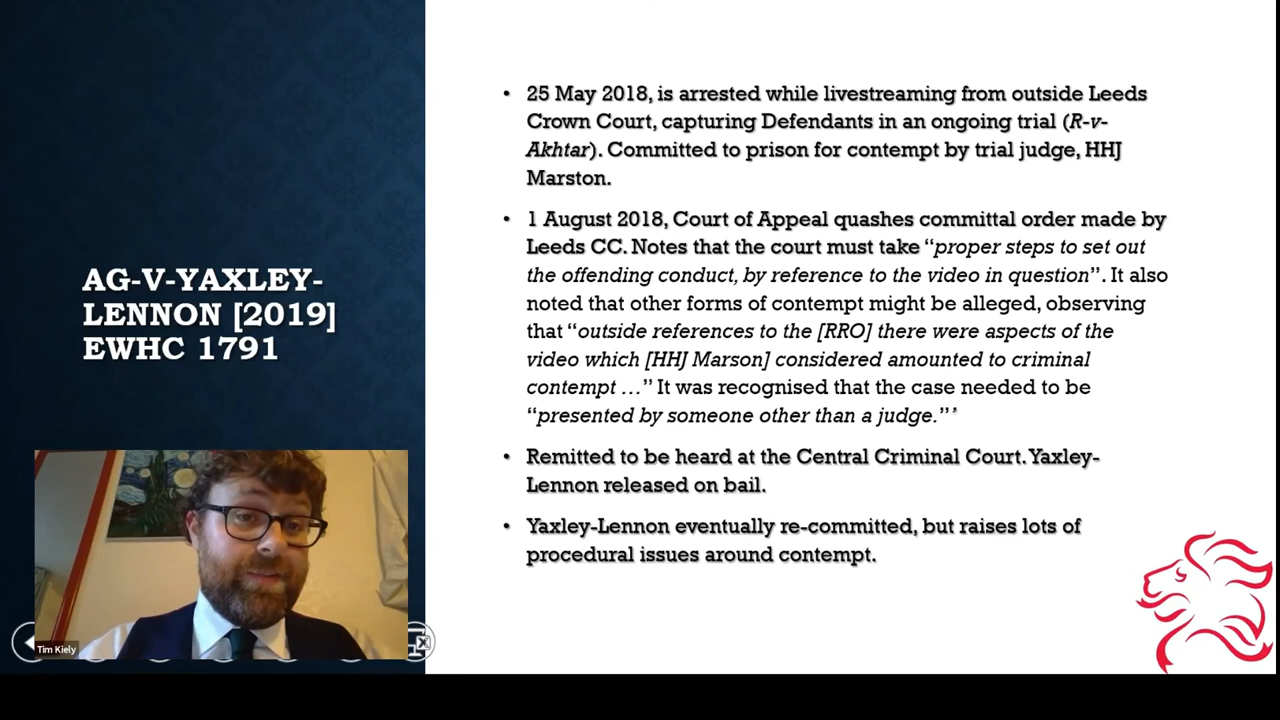 AG-V-YAXLEY-
LENNON [2019]
EWHC 1791
• 25 May 2018, is arrested while livestreaming from outside Leeds
Crown Court, capturing Defendants in an ongoing trial (R-v-
Akhtar). Committed to prison for contempt by trial judge, HHJ
Marston.
• 1 August 2018, Court of Appeal quashes committal order made by
Leeds CC. Notes that the court must take “proper steps to set out
the offending conduct, by reference to the video in question”. It also
noted that other forms of contempt might be alleged, observing
that “outside references to the [RRO] there were aspects of the
video which [HHJ Marson] considered amounted to criminal
contempt …” It was recognised that the case needed to be
“presented by someone other than a judge.”’
• Remitted to be heard at the Central Criminal Court. Yaxley-
Lennon released on bail.
• Yaxley-Lennon eventually re-committed, but raises lots of
procedural issues around contempt.
Tim Kiely